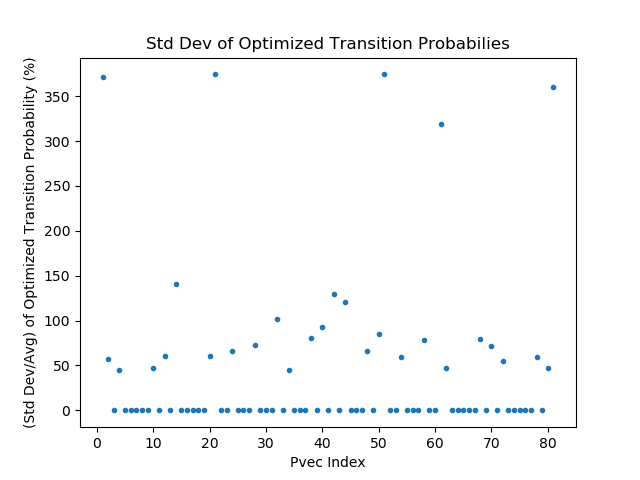 Std Dev of Optimized Transition Probabilies
(Std Dev/Avg) of Optimized Transition Probability (%)
350
300
250
200
150
100
50
0
0 10 20 30 40 50 60 70 80
Pvec Index